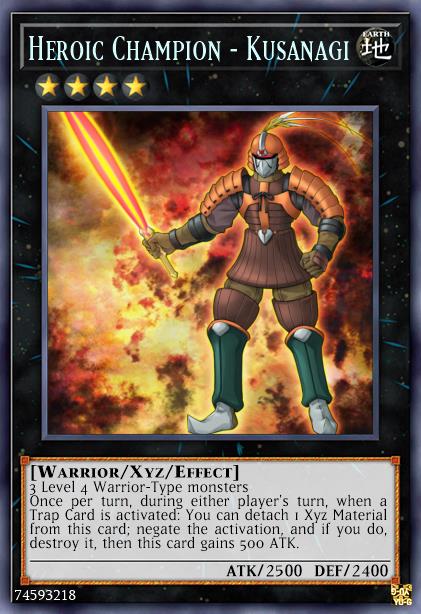 Heroic Champion - Kusanagi
EARTH
地
[Warrior/Xyz/Effect]
3 Level 4 Warrior-Type monsters
Once per turn, during either player's turn, when a
Trap Card is activated: You can detach 1 Xyz Material
from this card; negate the activation, and if you do,
destroy it, then this card gains 500 ATK.
ATK/2500 DEF/2400
74593218